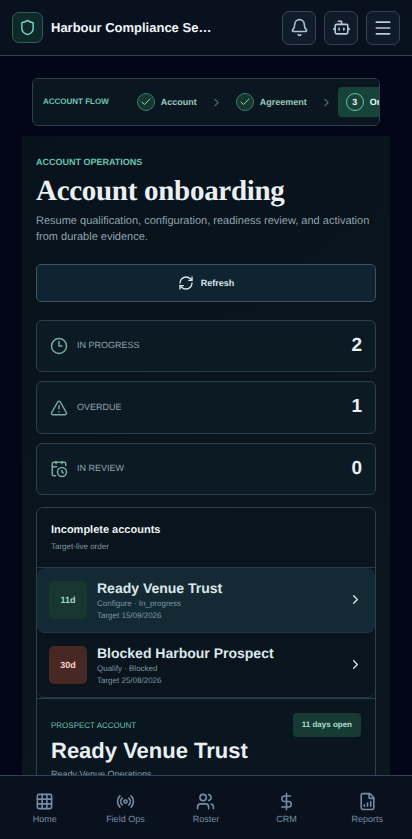 Harbour Compliance Se...
ACCOUNT FLOW
Account
Agreement
3
ACCOUNT OPERATIONS
Account onboarding
Resume qualification, configuration, readiness review, and activation
from durable evidence.
Refresh
IN PROGRESS
2
OVERDUE
1
IN REVIEW
0
Incomplete accounts
Target-live order
11d
Ready Venue Trust
Configure · In_progress
Target 15/09/2026
30d
Blocked Harbour Prospect
Qualify · Blocked
Target 25/08/2026
PROSPECT ACCOUNT
11 days open
Ready Venue Trust
Ready Venue Operations
Home
Field Ops
Roster
CRM
Reports